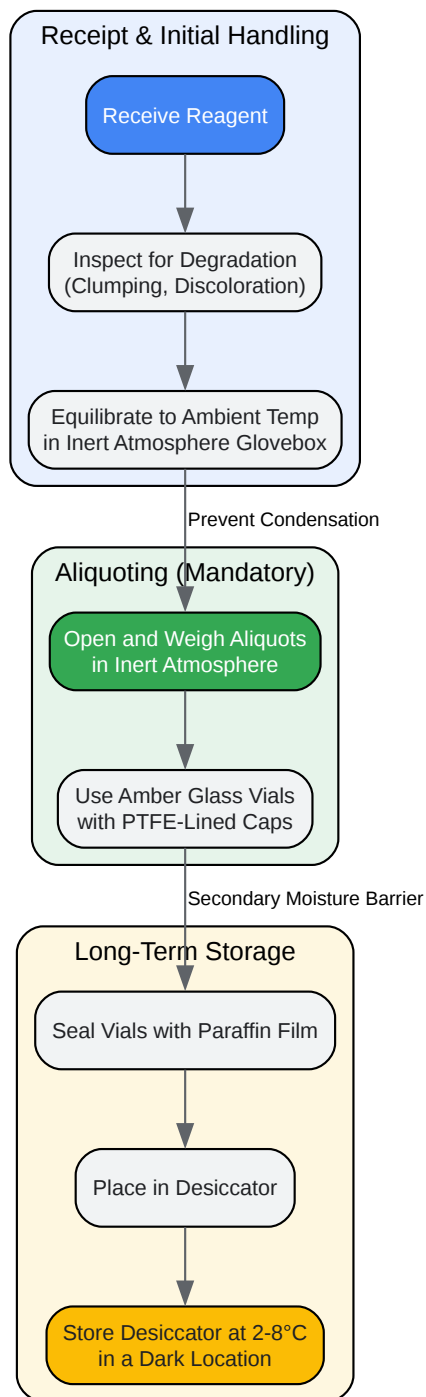 Receipt & Initial Handling
Receive Reagent
Inspect for Degradation
(Clumping, Discoloration)
Equilibrate to Ambient Temp
in Inert Atmosphere Glovebox
Prevent Condensation
Aliquoting (Mandatory)
Open and Weigh Aliquots
in Inert Atmosphere
Use Amber Glass Vials
with PTFE-Lined Caps
Secondary Moisture Barrier
Long-Term Storage
Seal Vials with Paraffin Film
Place in Desiccator
Store Desiccator at 2-8°C
in a Dark Location